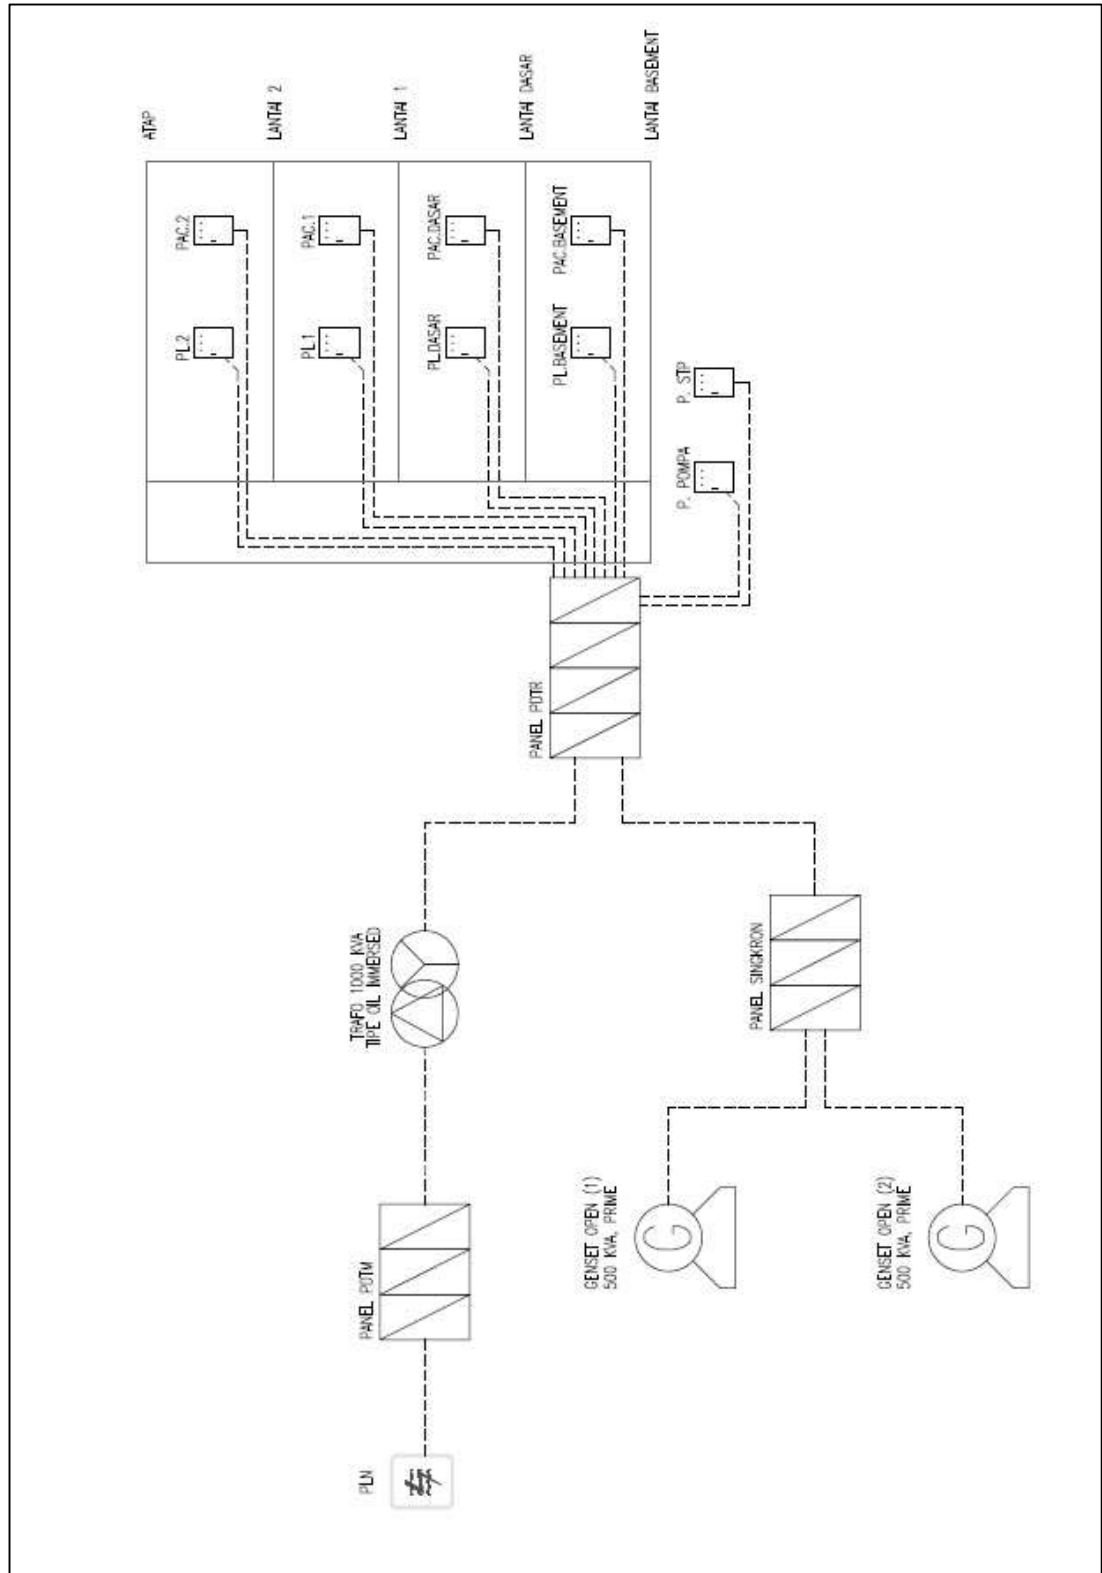 ATAP
PL.2
PAC.2
LANTAI 2
PL.1
PAC.1
LANTAI 1
PL.DASAR
PAC.DASAR
LANTAI DASAR
PL.BASEMENT
PAC.BASEMENT
LANTAI BASEMENT
P. POMPA
P. STP
PLN
PANEL PDTM
TRAFO 1000 KVA
TIPE OIL IMMERSED
PANEL PDTR
GENSET OPEN (1)
500 KVA, PRIME
G
PANEL SINGKRON
GENSET OPEN (2)
500 KVA, PRIME
G